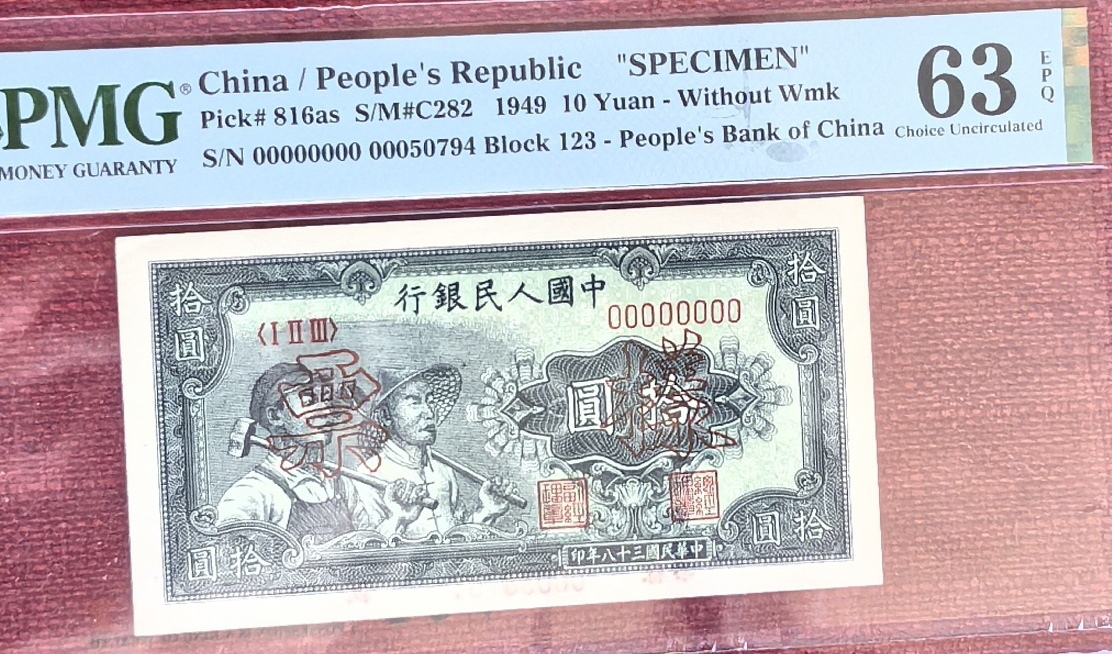 PMG®
MONEY GUARANTY
China / People's Republic "SPECIMEN"
Pick# 816as S/M#C282 1949 10 Yuan - Without Wmk
S/N 00000000 00050794 Block 123 - People's Bank of China
63
EPQ
Choice Uncirculated
行銀民人國中
00000000
〈I II III〉
拾圓
拾圓
票樣
圓拾
圓拾
圓拾
印年八十三國民華中